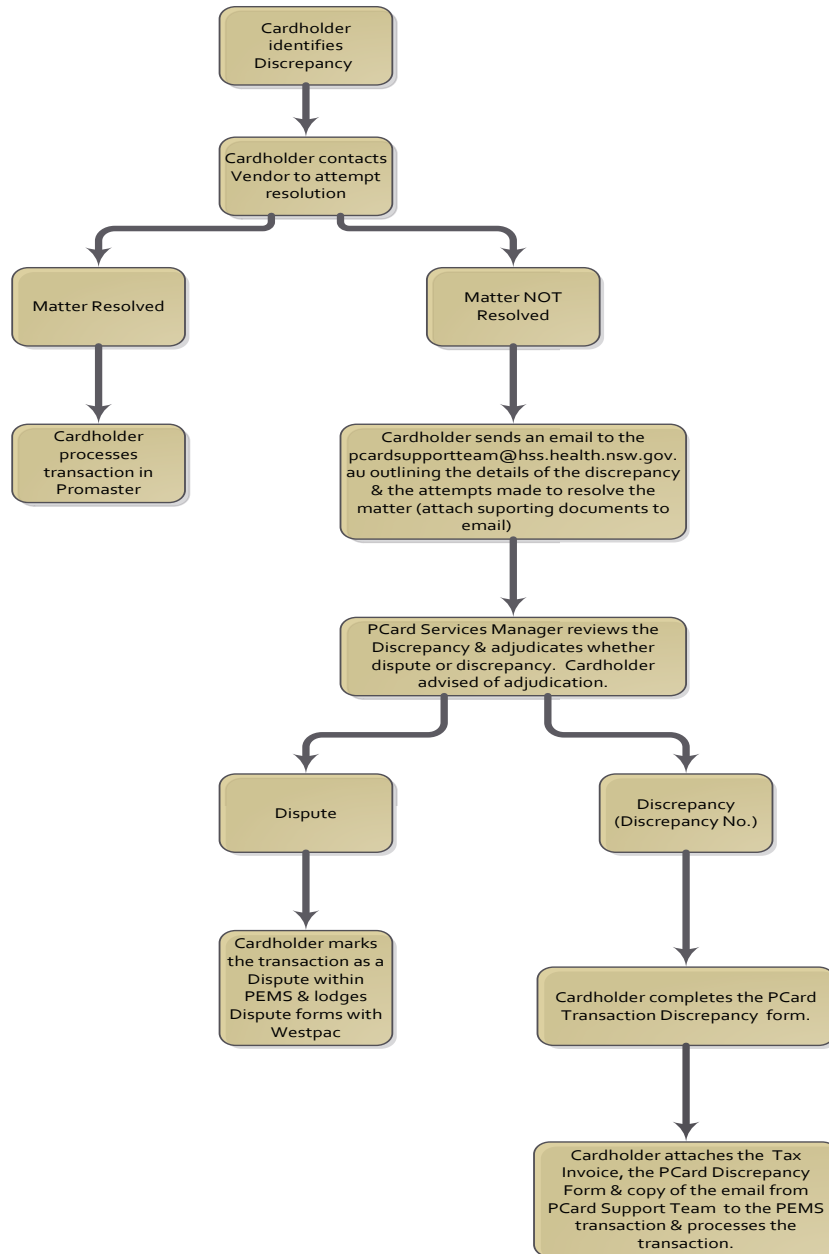 Cardholder
identifies
Discrepancy
Cardholder contacts
Vendor to attempt
resolution
Matter Resolved
Matter NOT
Resolved
Cardholder
processes
transaction in
Promaster
Cardholder sends an email to the
pcardsupportteam@hss.health.nsw.gov.
au outlining the details of the discrepancy
& the attempts made to resolve the
matter (attach suporting documents to
email)
PCard Services Manager reviews the
Discrepancy & adjudicates whether
dispute or discrepancy. Cardholder
advised of adjudication.
Dispute
Discrepancy
(Discrepancy No.)
Cardholder marks
the transaction as a
Dispute within
PEMS & lodges
Dispute forms with
Westpac
Cardholder completes the PCard
Transaction Discrepancy form.
Cardholder attaches the Tax
Invoice, the PCard Discrepancy
Form & copy of the email from
PCard Support Team to the PEMS
transaction & processes the
transaction.